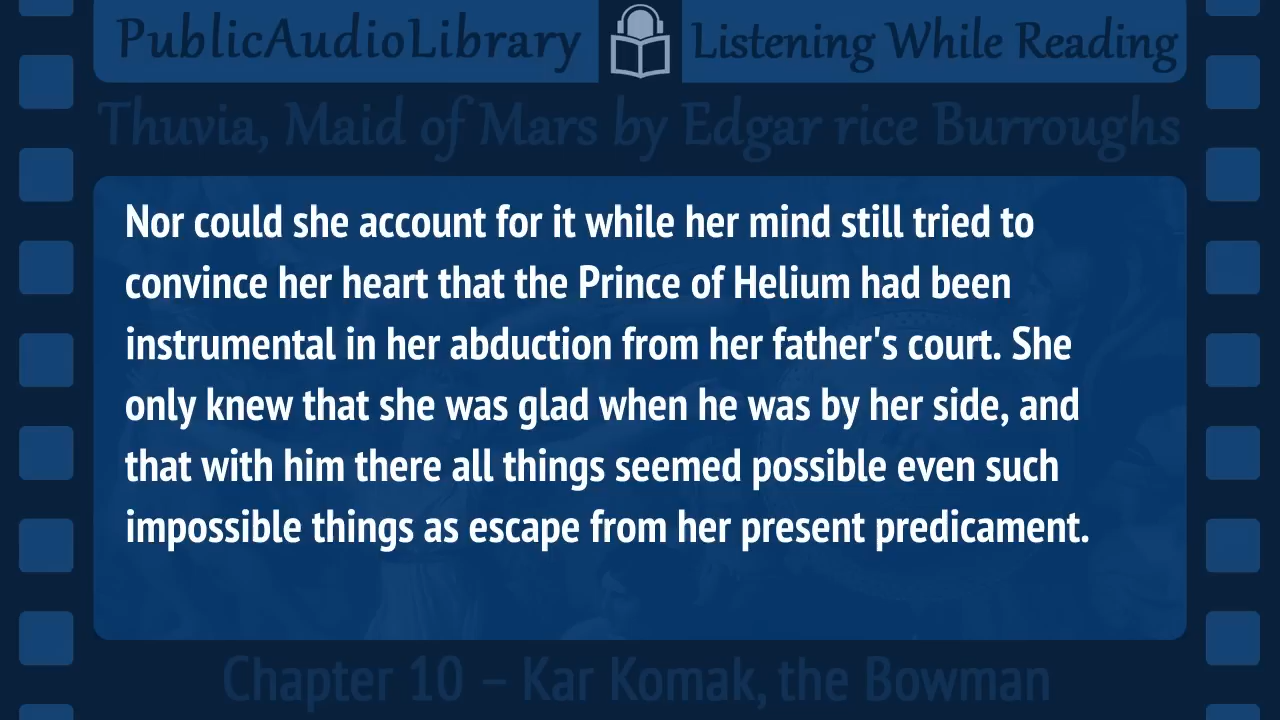 PublicAudioLibrary Listening While Reading
Thuvia, Maid of Mars by Edgar rice Burroughs
Nor could she account for it while her mind still tried to
convince her heart that the Prince of Helium had been
instrumental in her abduction from her father's court. She
only knew that she was glad when he was by her side, and
that with him there all things seemed possible even such
impossible things as escape from her present predicament.
Chapter 10 – Kar Komak, the Bowman